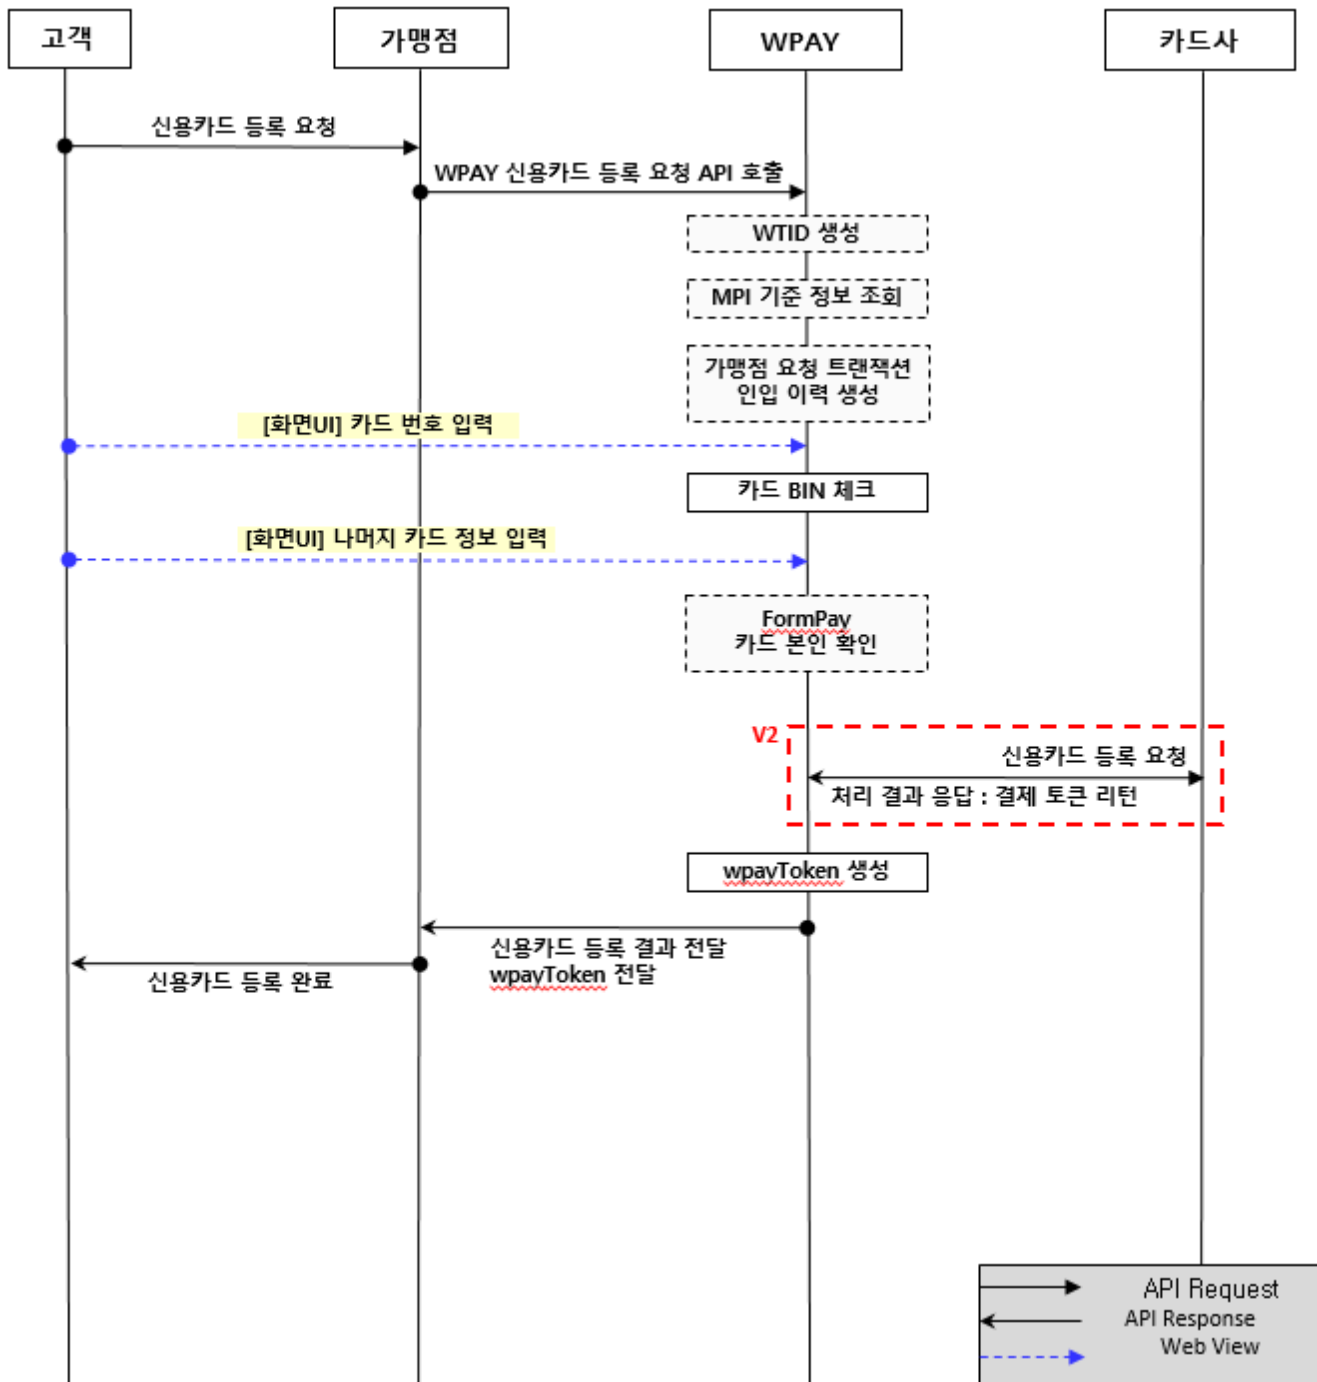 고객
가맹점
WPAY
카드사
신용카드 등록 요청
WPAY 신용카드 등록 요청 API 호출
WTID 생성
MPI 기준 정보 조회
가맹점 요청 트랜잭션
인입 이력 생성
[화면UI] 카드 번호 입력
카드 BIN 체크
[화면UI] 나머지 카드 정보 입력
FormPay
카드 본인 확인
V2
신용카드 등록 요청
처리 결과 응답 : 결제 토큰 리턴
wpayToken 생성
신용카드 등록 결과 전달
wpayToken 전달
신용카드 등록 완료
API Request
API Response
Web View